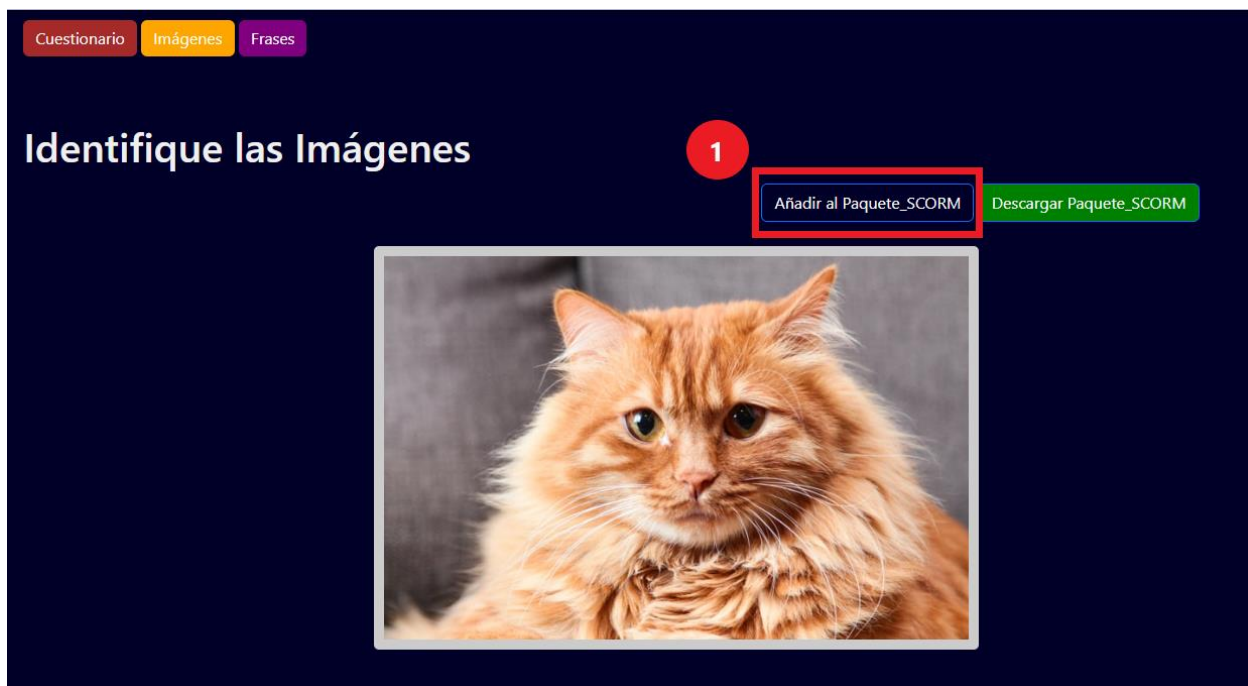 Cuestionario Imágenes Frases
Identifique las Imágenes
1
Añadir al Paquete_SCORM Descargar Paquete_SCORM